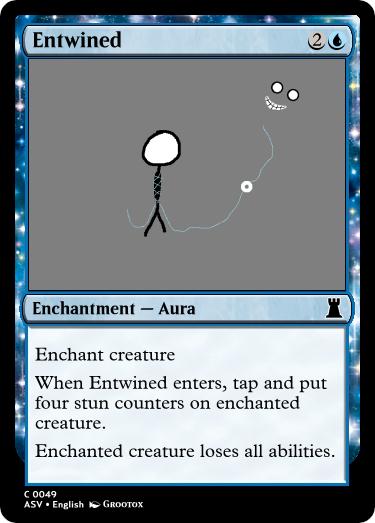 Entwined 2
Enchantment — Aura
Enchant creature
When Entwined enters, tap and put
four stun counters on enchanted
creature.
Enchanted creature loses all abilities.
C 0049
ASV • English Grootox